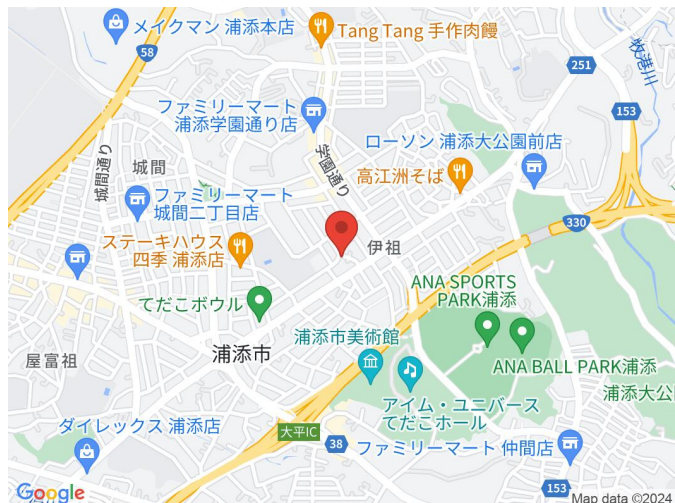 メイクマン 浦添本店
58
Tang Tang 手作肉饅
牧港川
251
153
ファミリーマート
浦添学園通り店
ローソン 浦添大公園前店
学園通り
城間
城間通り
高江洲そば
ファミリーマート
城間二丁目店
330
ステーキハウス
四季 浦添店
伊祖
ANA SPORTS
PARK浦添
てだこボウル
浦添市美術館
浦添市
屋富祖
ANA BALL PARK浦添
浦添大公
アイム・ユニバース
てだこホール
ダイレックス 浦添店
大平IC
38
ファミリーマート 仲間店
153
Google
Map data ©2024